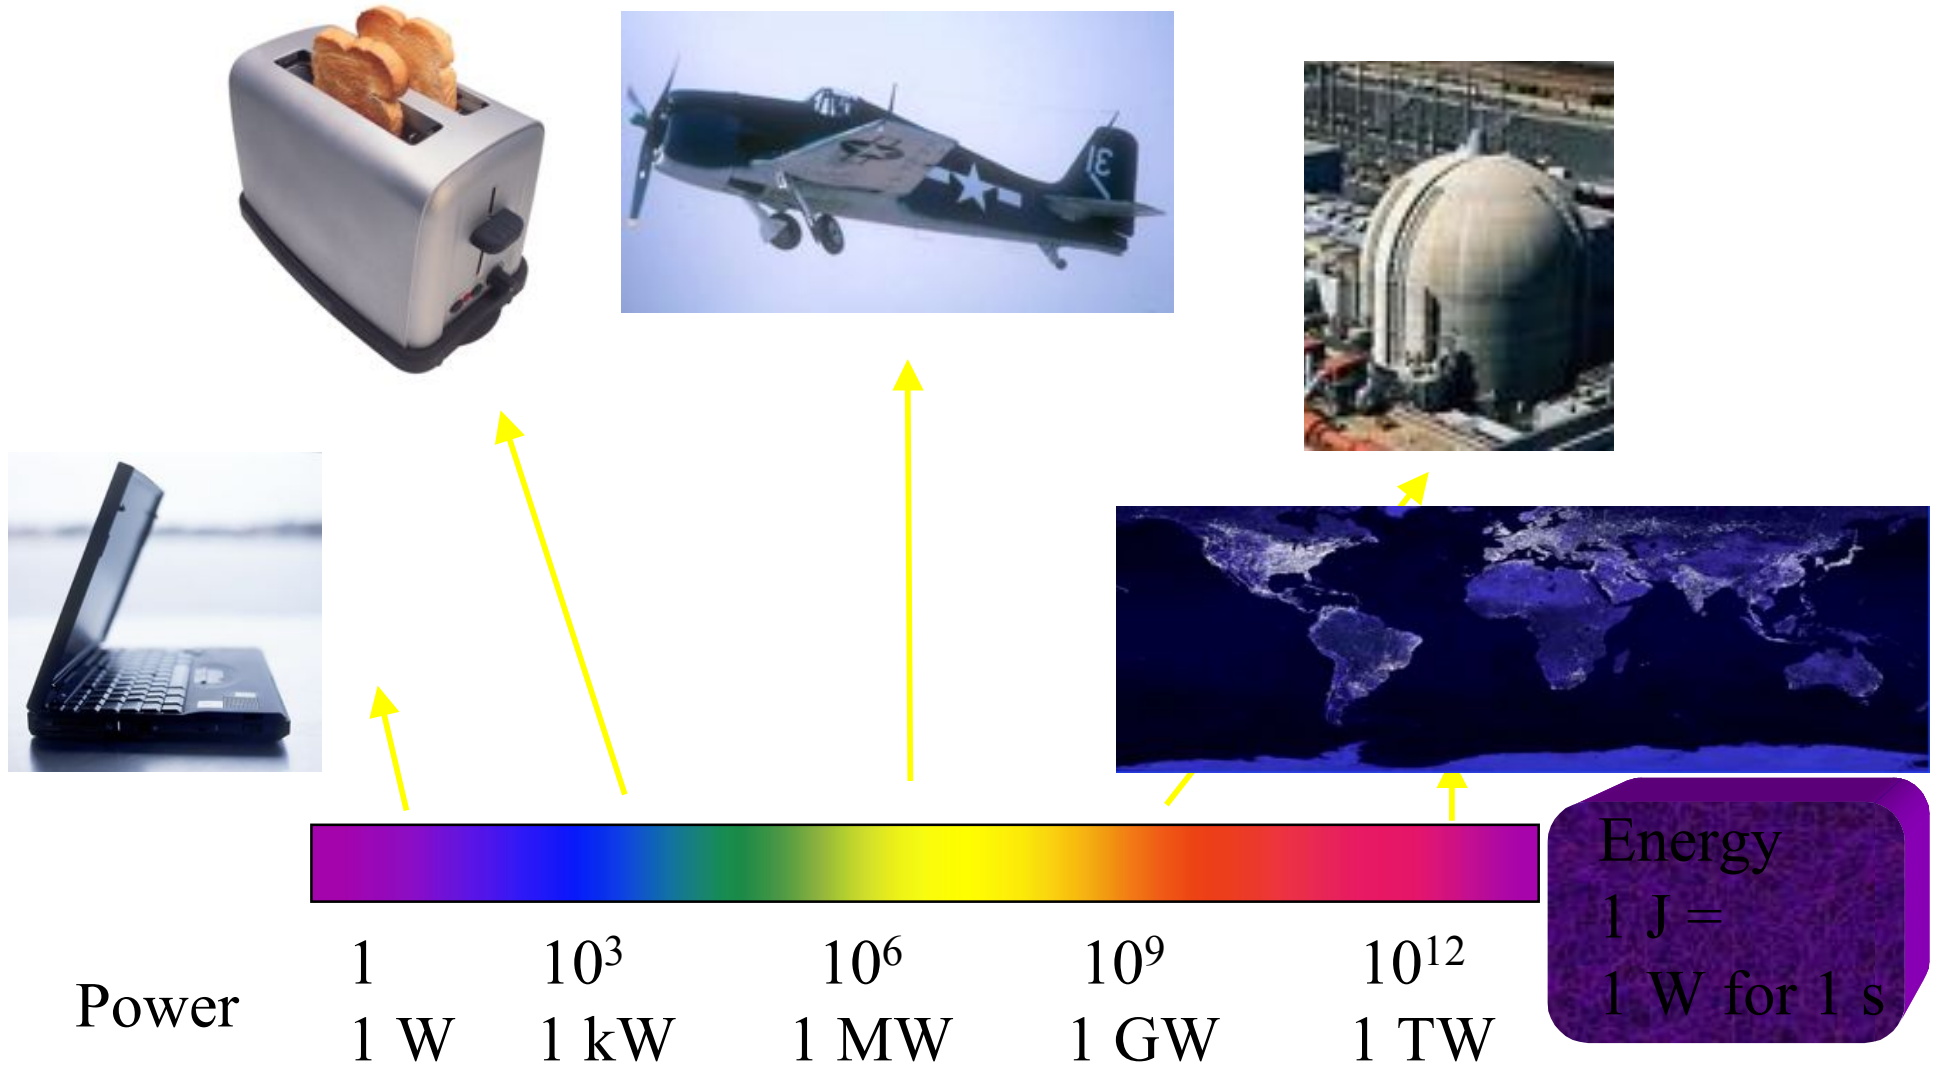 Energy
1 J =
1 W for 1 s
1 10³ 10⁶ 10⁹ 10¹²
Power
1 W 1 kW 1 MW 1 GW 1 TW